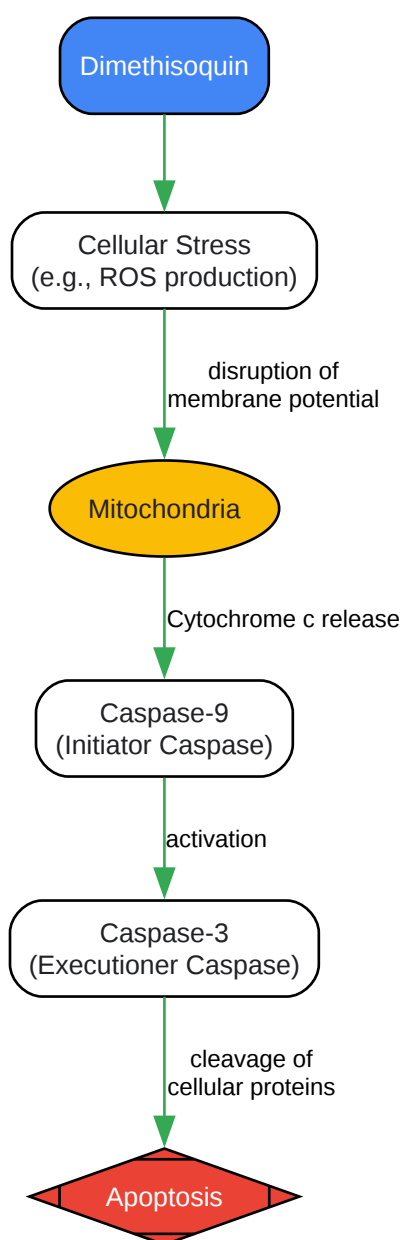 Dimethisoquin
Cellular Stress
(e.g., ROS production)
disruption of
membrane potential
Mitochondria
Cytochrome c release
Caspase-9
(Initiator Caspase)
activation
Caspase-3
(Executioner Caspase)
cleavage of
cellular proteins
Apoptosis